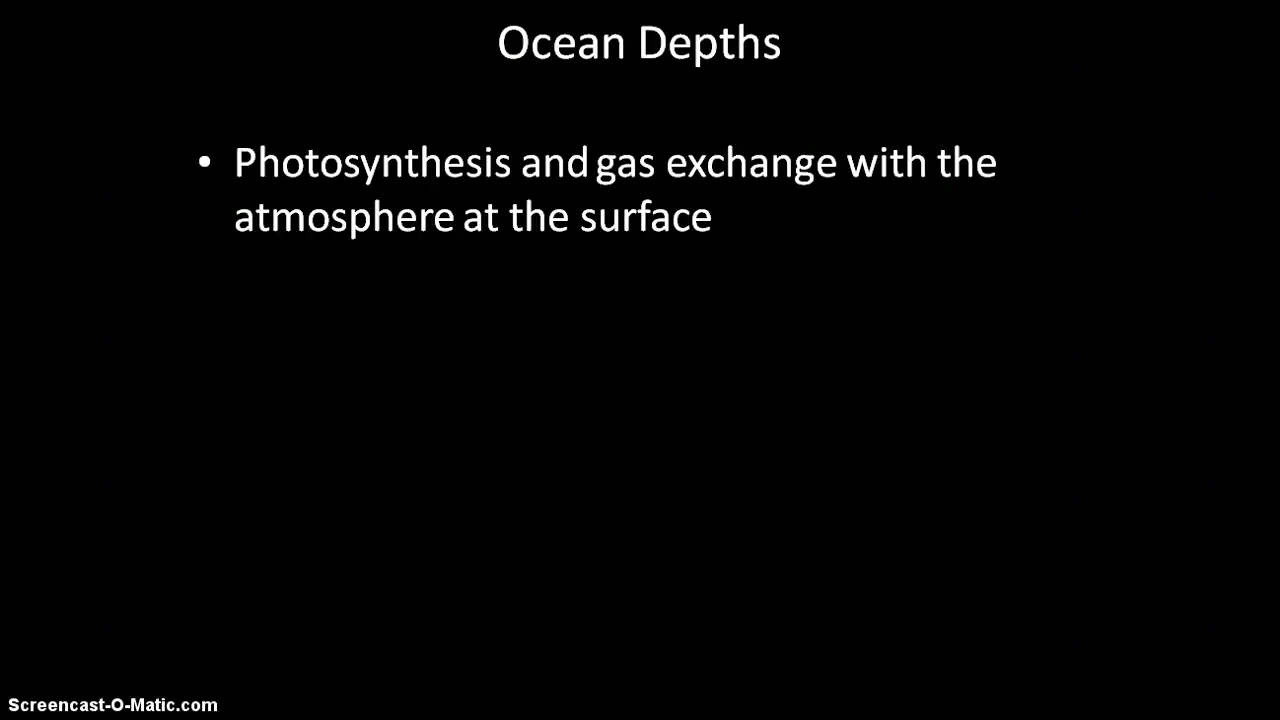 Ocean Depths
• Photosynthesis and gas exchange with the
atmosphere at the surface
Screencast-O-Matic.com